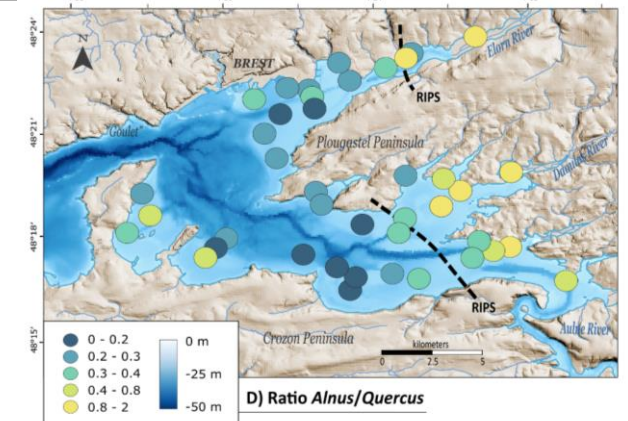 48°24'
N
Elorn River
BREST
RIPS
48°21'
"Goulet"
Plougastel Peninsula
Daoulas River
48°18'
RIPS
48°15'
Crozon Peninsula
Aulne River
kilometers
0 2.5 5
0 - 0.2
0.2 - 0.3
0.3 - 0.4
0.4 - 0.8
0.8 - 2
0 m
-25 m
-50 m
D) Ratio Alnus/Quercus